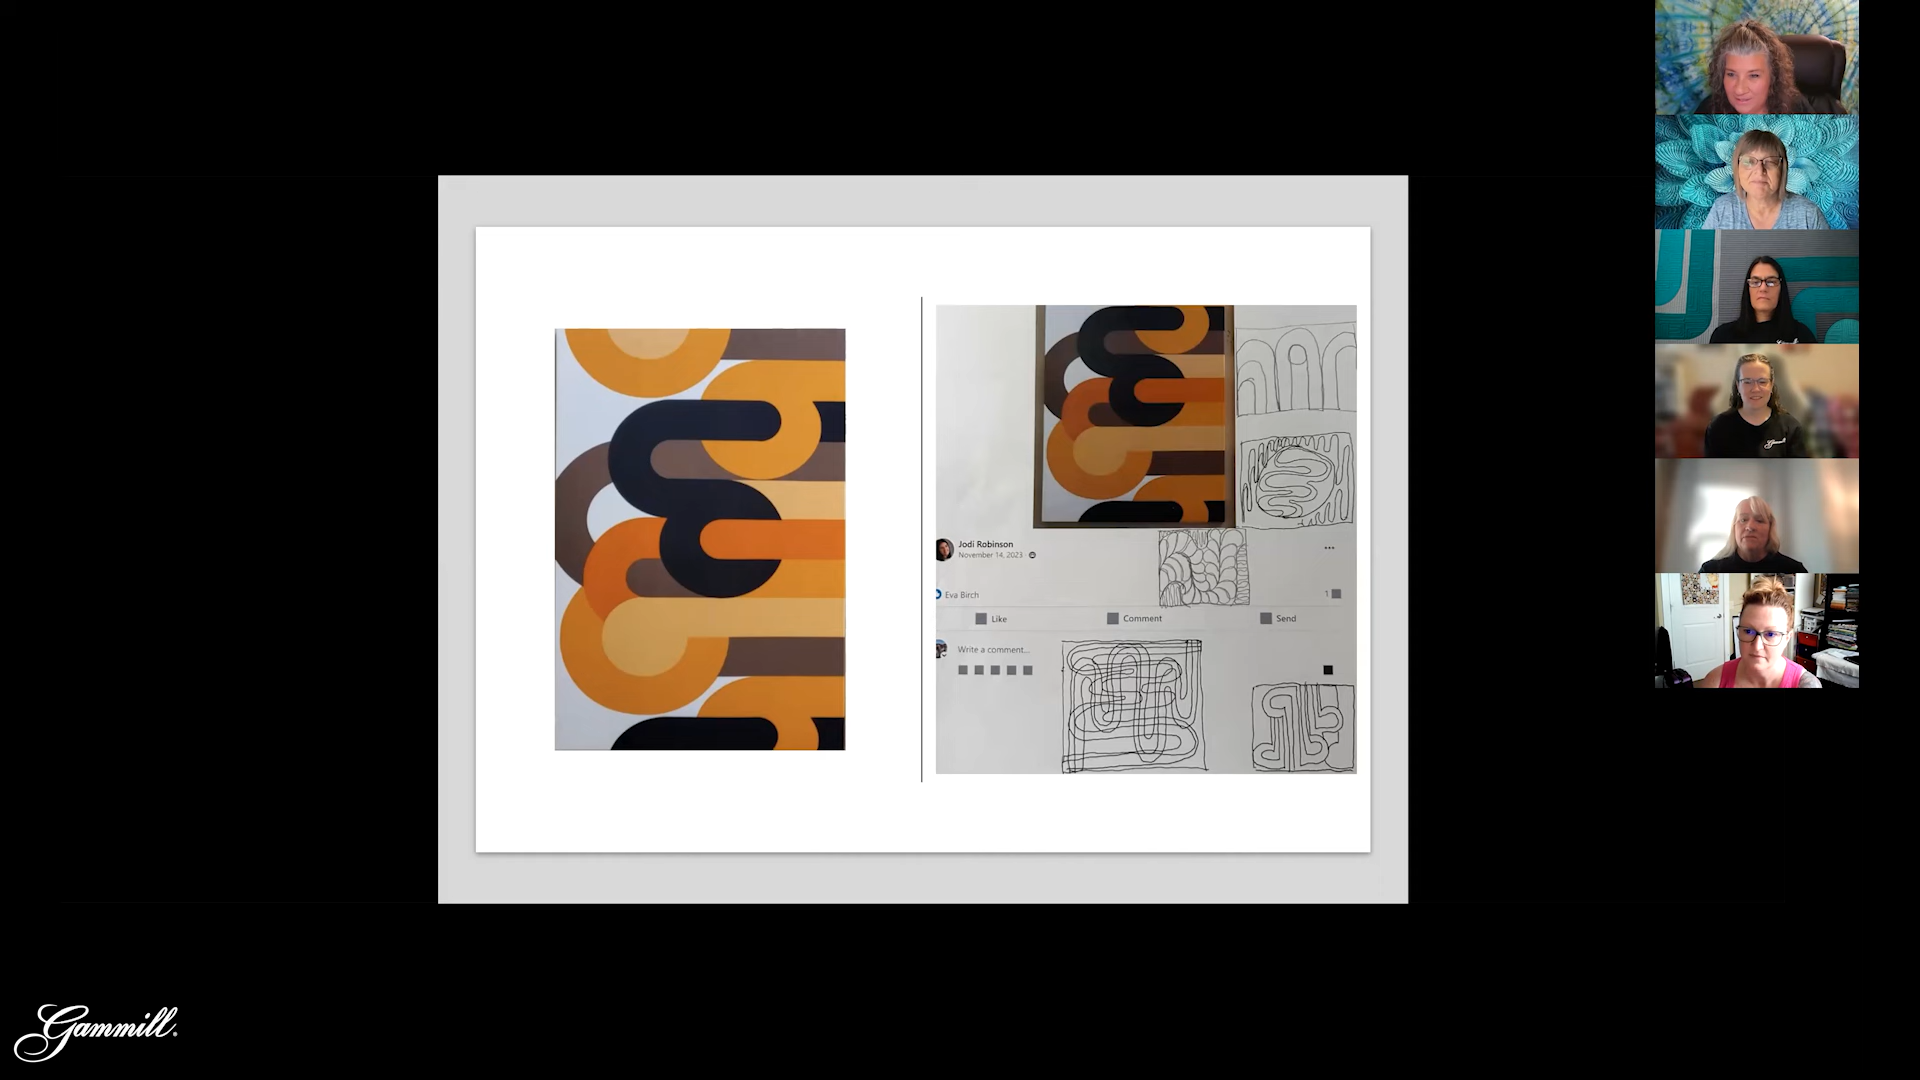 Jodi Robinson
November 14, 2023
Eva Birch
1
Like
Comment
Send
Write a comment...
Gammill